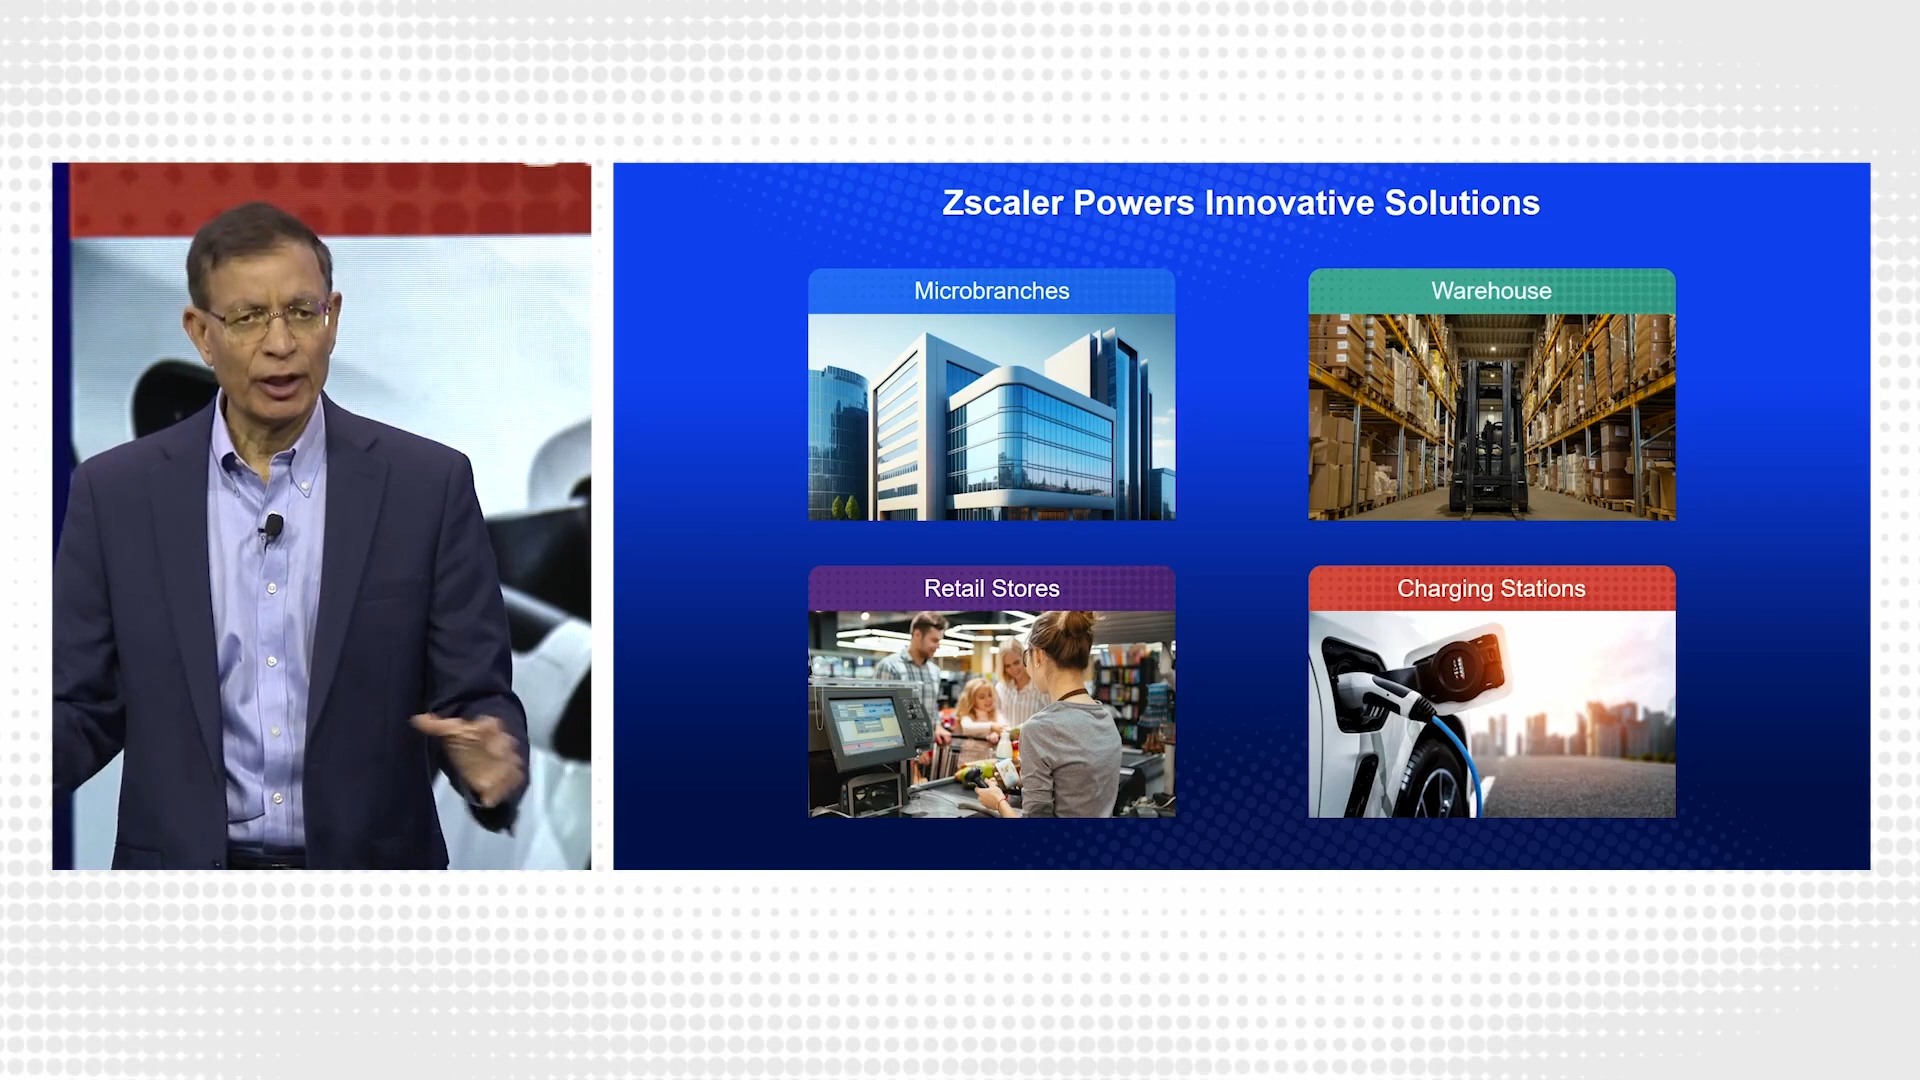 Zscaler Powers Innovative Solutions
Microbranches
Warehouse
Retail Stores
Charging Stations